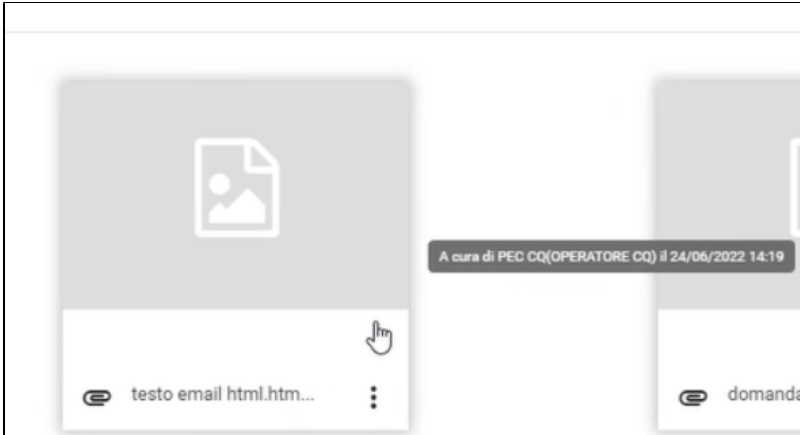 A cura di PEC CQ(OPERATORE CQ) il 24/06/2022 14:19
testo email html.htm...
domanda